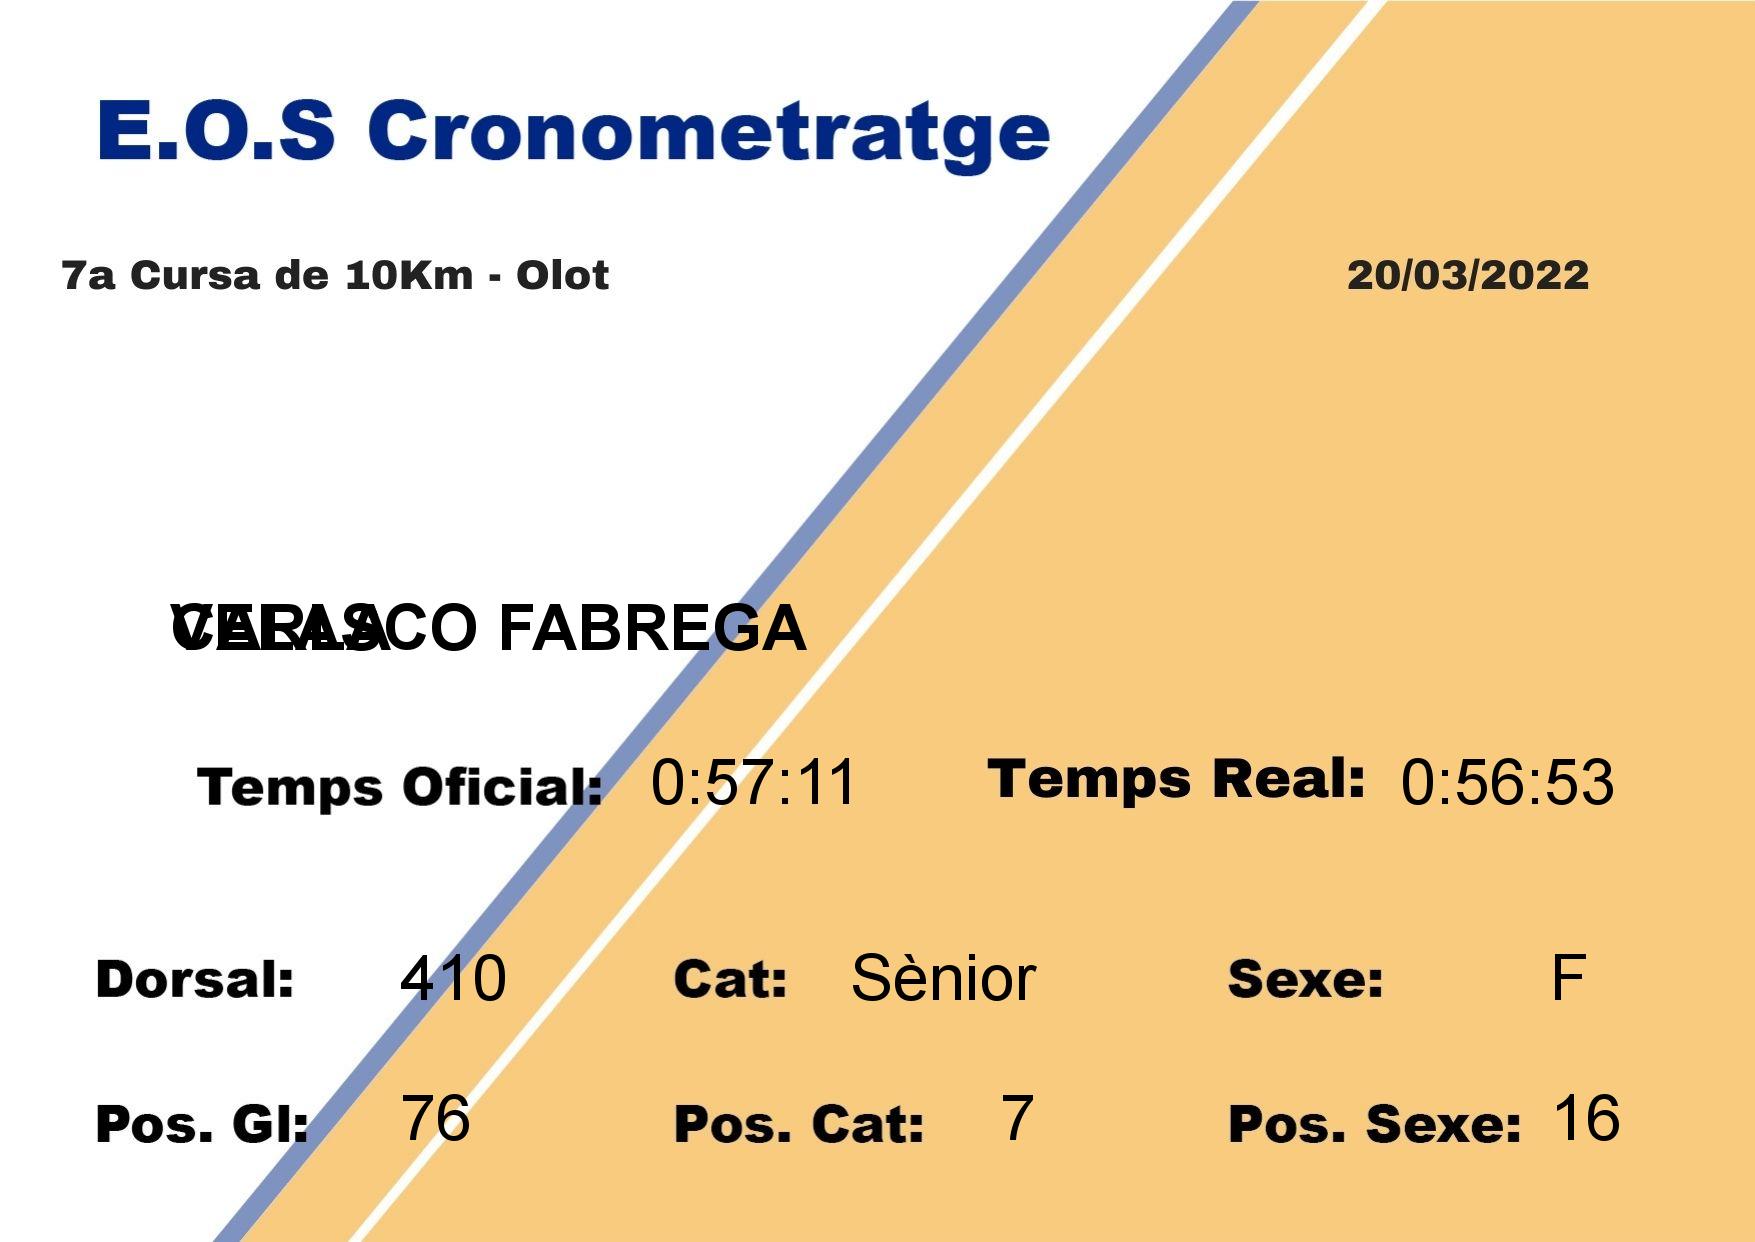 E.O.S Cronometratge
7a Cursa de 10Km - Olot
20/03/2022
CARLA
VELASCO FABREGA
Temps Oficial: 0:57:11 Temps Real: 0:56:53
Dorsal: 410 Cat: Sènior Sexe: F
Pos. Gl: 76 Pos. Cat: 7 Pos. Sexe: 16